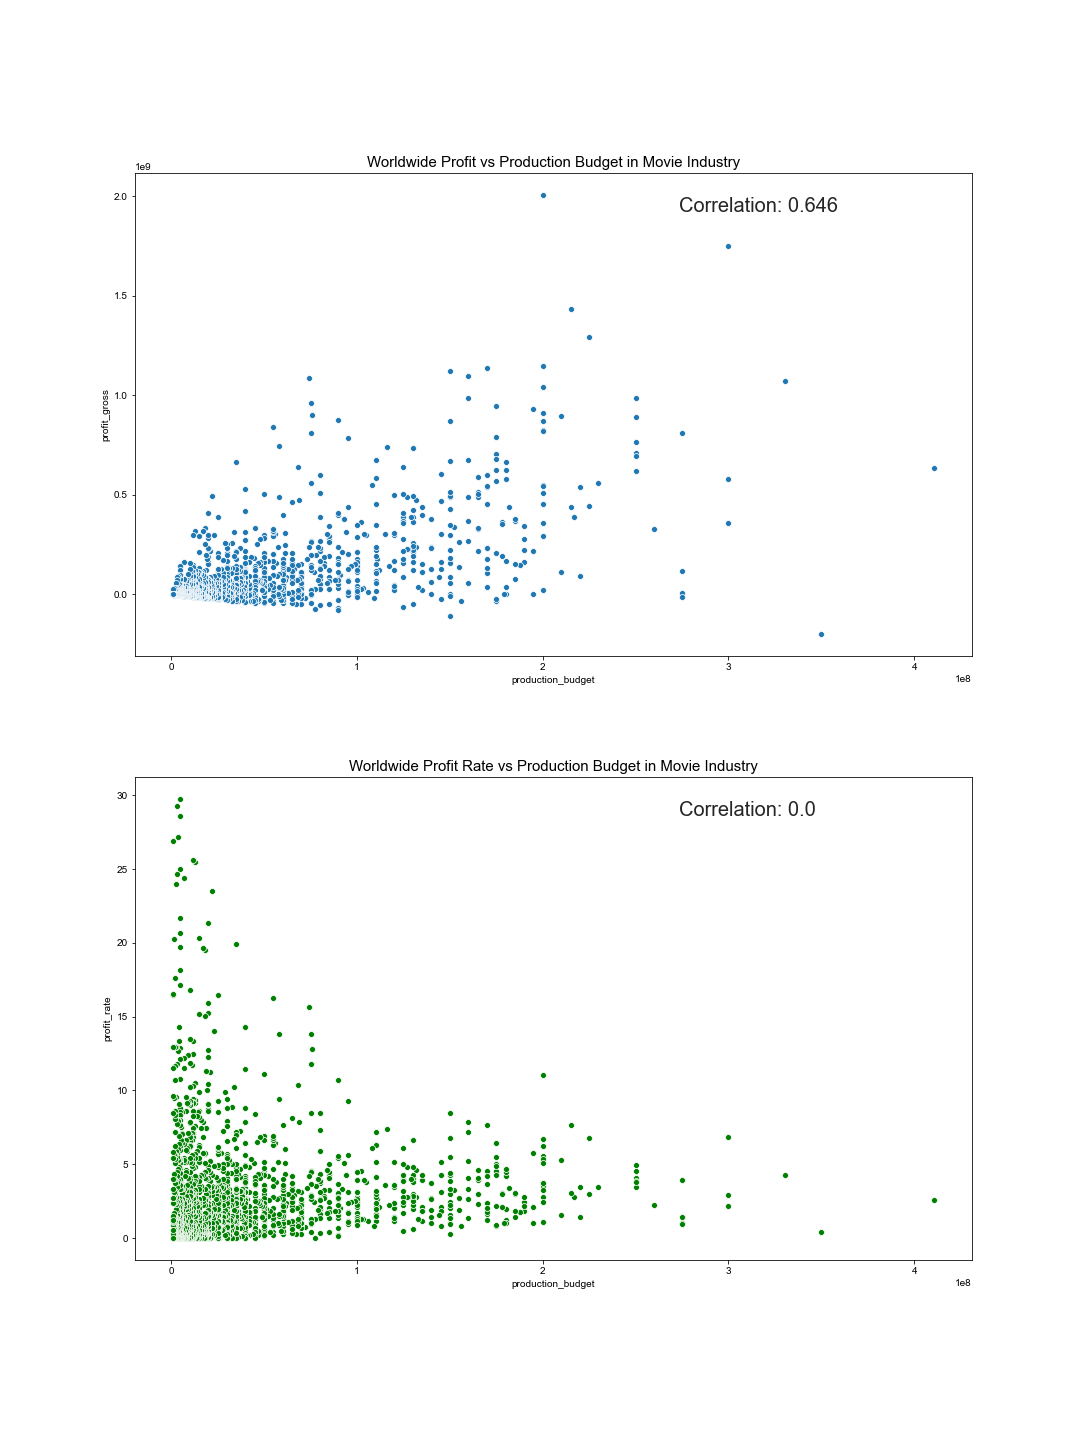 Worldwide Profit vs Production Budget in Movie Industry
1e9
Correlation: 0.646
2.0
1.5
1.0
0.5
0.0
profit_gross
0 1 2 3 4
production_budget
1e8
Worldwide Profit Rate vs Production Budget in Movie Industry
Correlation: 0.0
30
25
20
15
10
5
0
profit_rate
0 1 2 3 4
production_budget
1e8